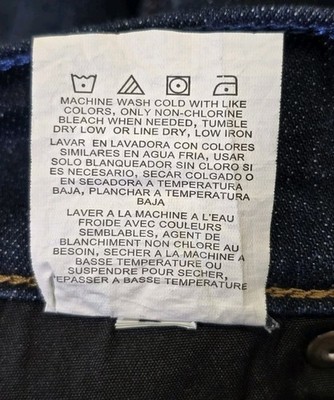 MACHINE WASH COLD WITH LIKE
COLORS, ONLY NON-CHLORINE
BLEACH WHEN NEEDED, TUMBLE
DRY LOW OR LINE DRY, LOW IRON
LAVAR EN LAVADORA CON COLORES
SIMILARES EN AGUA FRIA, USAR
SOLO BLANQUEADOR SIN CLORO SI
ES NECESARIO, SECAR COLGADO O
EN SECADORA A TEMPERATURA
BAJA, PLANCHAR A TEMPERATURA
BAJA
LAVER A LA MACHINE A L'EAU
FROIDE AVEC COULEURS
SEMBLABLES, AGENT DE
BLANCHIMENT NON CHLORE AU
BESOIN, SECHER A LA MACHINE A
BASSE TEMPERATURE OU
SUSPENDRE POUR SECHER,
REPASSER A BASSE TEMPERATURE